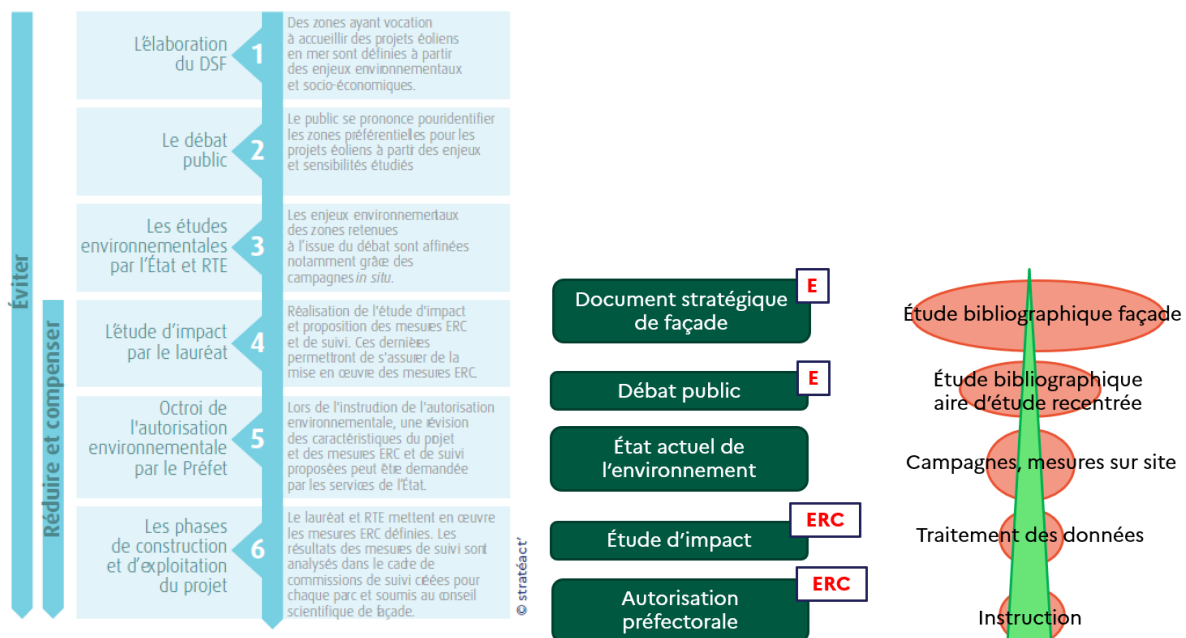 Éviter
Réduire et compenser
L'élaboration
du DSF
1
Des zones ayant vocation
à accueillir des projets éoliens
en mer sont définies à partir
des enjeux environnementaux
et socio-économiques.
Le débat
public
2
Le public se prononce pouridentifier
les zones préférentielles pour les
projets éoliens à partir des enjeux
et sensibilités étudiés
Les études
environnementales
par l'État et RTE
3
Les enjeux environnementaux
des zones retenues
à l'issue du débat sont affinées
notamment grâce des
campagnes in situ.
L'étude d'impact
par le lauréat
4
Réalisation de l'étude d'impact
et proposition des mesures ERC
et de suivi. Ces dernières
permettront de s'assurer de la
mise en œuvre des mesures ERC.
Octroi de
l'autorisation
environnementale
par le Préfet
5
Lors de l'instrudion de l'autorisation
environnementale, une révision
des caractéristiques du projet
et des mesures ERC et de suivi
proposées peut être demandée
par les services de l'État.
Les phases
de construction
et d'exploitation
du projet
6
Le lauréat et RTE mettent en œuvre
les mesures ERC définies. Les
résultats des mesures de suivi sont
analysés dans le cadre de
commissions de suivi créées pour
chaque parc et soumis au conseil
scientifique de façade.
© stratéact'
Document stratégique
de façade
E
Débat public
E
État actuel de
l'environnement
Étude d'impact
ERC
Autorisation
préfectorale
ERC
Étude bibliographique façade
Étude bibliographique
aire d'étude recentrée
Campagnes, mesures sur site
Traitement des données
Instruction